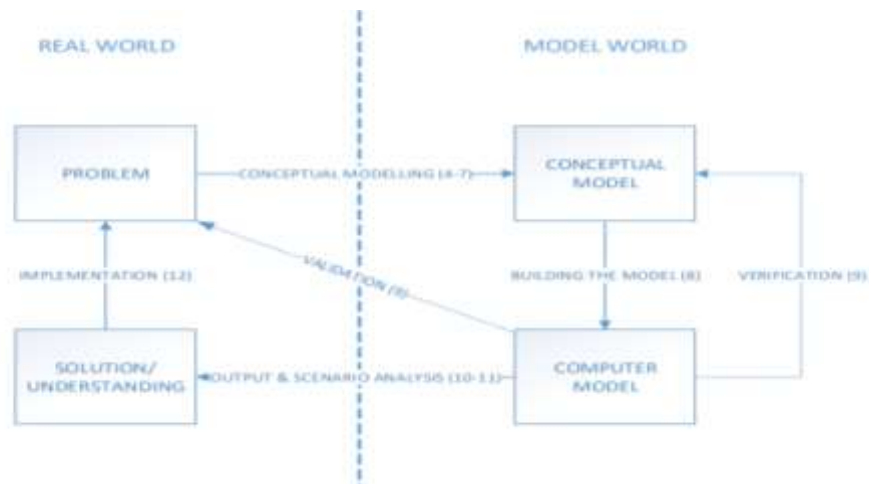 REAL WORLD
MODEL WORLD
PROBLEM
CONCEPTUAL MODELLING (4-7)
CONCEPTUAL
MODEL
IMPLEMENTATION (12)
VALIDATION (9)
BUILDING THE MODEL (8)
VERIFICATION (9)
SOLUTION/
UNDERSTANDING
OUTPUT & SCENARIO ANALYSIS (10-11)
COMPUTER
MODEL